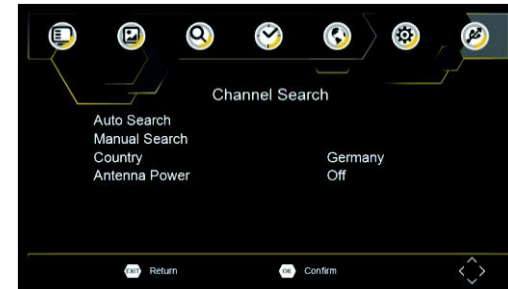 Channel Search
Auto Search
Manual Search
Country Germany
Antenna Power Off
EXIT Return OK Confirm